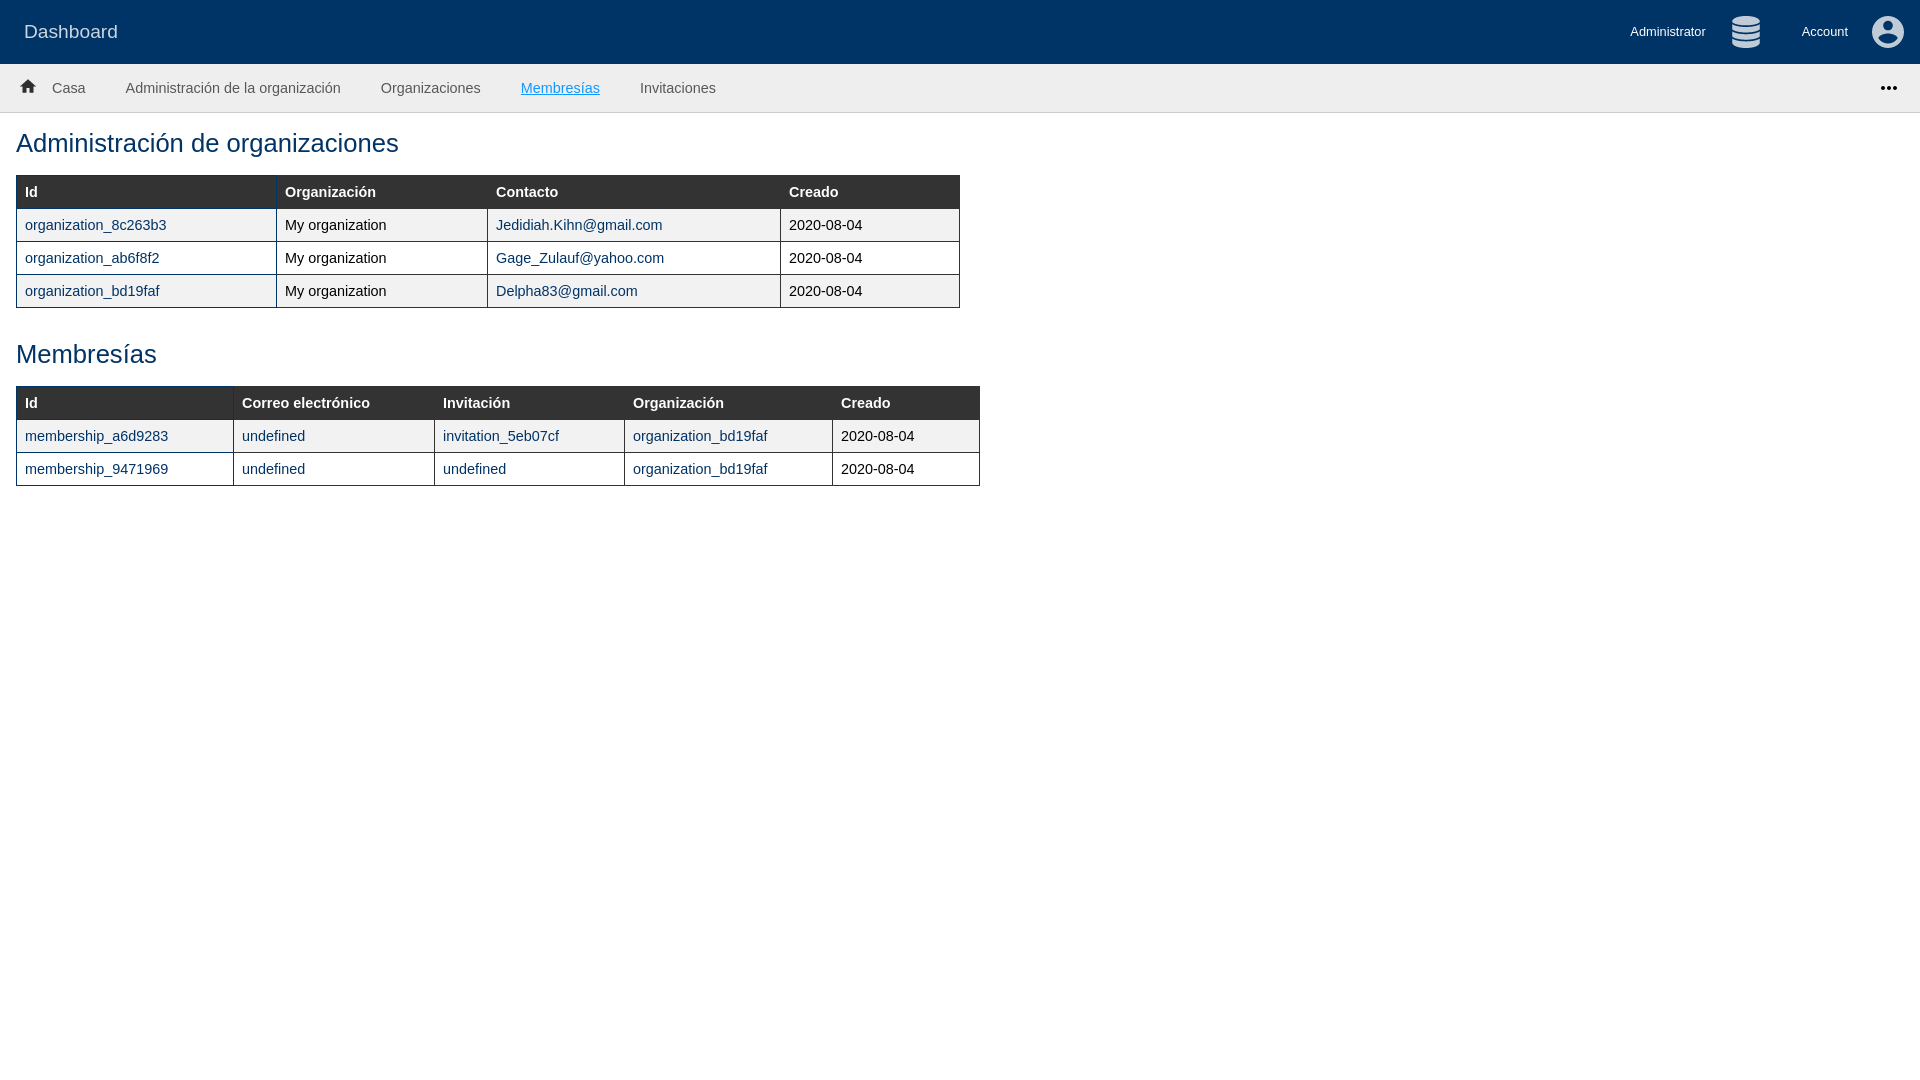 Dashboard Administrator Account
Casa Administración de la organización Organizaciones Membresías Invitaciones
Administración de organizaciones
Id Organización Contacto Creado
organization_8c263b3 My organization Jedidiah.Kihn@gmail.com 2020-08-04
organization_ab6f8f2 My organization Gage_Zulauf@yahoo.com 2020-08-04
organization_bd19faf My organization Delpha83@gmail.com 2020-08-04
Membresías
Id Correo electrónico Invitación Organización Creado
membership_a6d9283 undefined invitation_5eb07cf organization_bd19faf 2020-08-04
membership_9471969 undefined undefined organization_bd19faf 2020-08-04